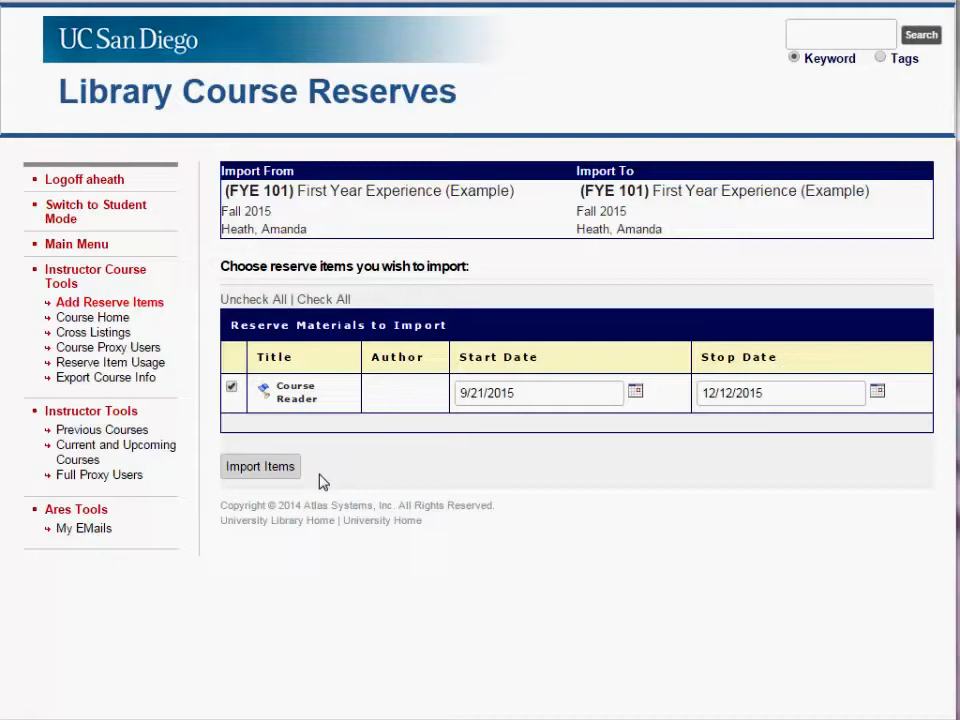 UC San Diego
Search
Keyword Tags
Library Course Reserves
Logoff aheath
Switch to Student
Mode
Main Menu
Instructor Course
Tools
Add Reserve Items
Course Home
Cross Listings
Course Proxy Users
Reserve Item Usage
Export Course Info
Instructor Tools
Previous Courses
Current and Upcoming
Courses
Full Proxy Users
Ares Tools
My EMails
Import From Import To
(FYE 101) First Year Experience (Example) (FYE 101) First Year Experience (Example)
Fall 2015 Fall 2015
Heath, Amanda Heath, Amanda
Choose reserve items you wish to import:
Uncheck All | Check All
Reserve Materials to Import
Title Author Start Date Stop Date
Course
Reader
9/21/2015 12/12/2015
Import Items
Copyright © 2014 Atlas Systems, Inc. All Rights Reserved.
University Library Home | University Home